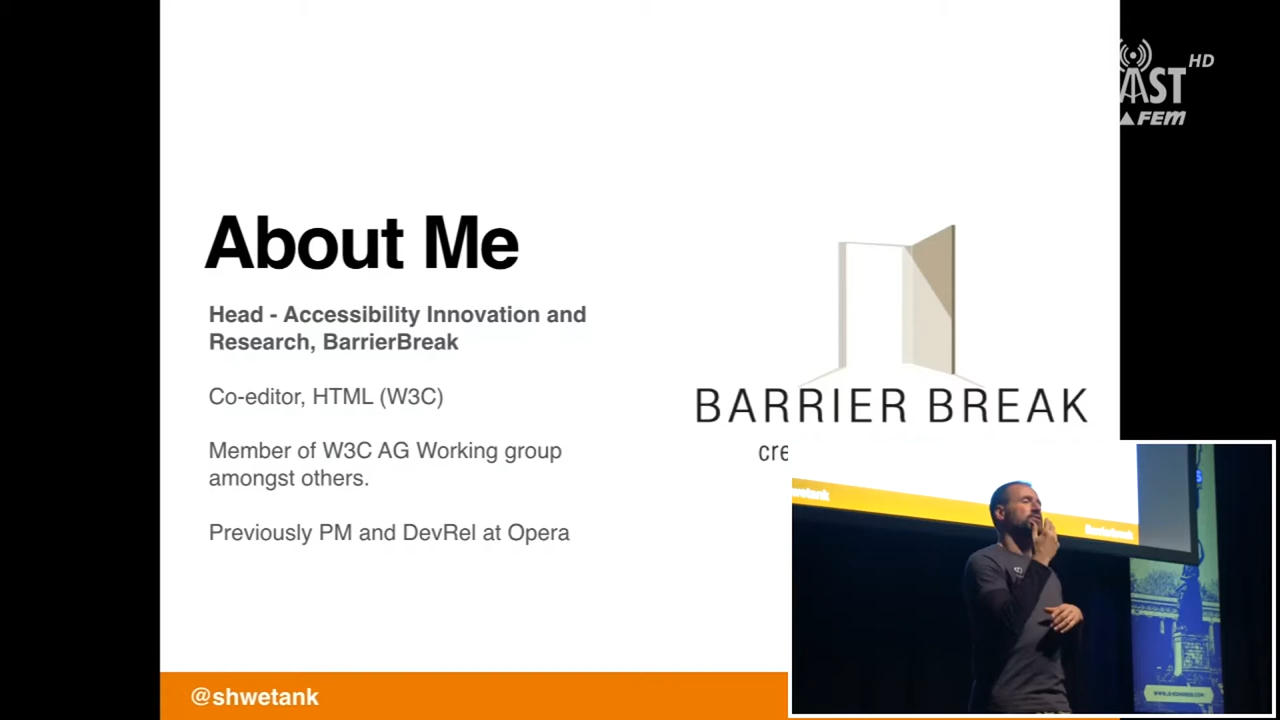 HD
AST
FEM
About Me
Head - Accessibility Innovation and
Research, BarrierBreak
Co-editor, HTML (W3C)
Member of W3C AG Working group
amongst others.
Previously PM and DevRel at Opera
BARRIER BREAK
cre
@shwetank